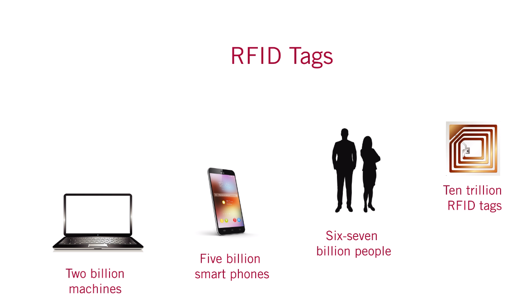 RFID Tags
Two billion
machines
Five billion
smart phones
Six-seven
billion people
Ten trillion
RFID tags